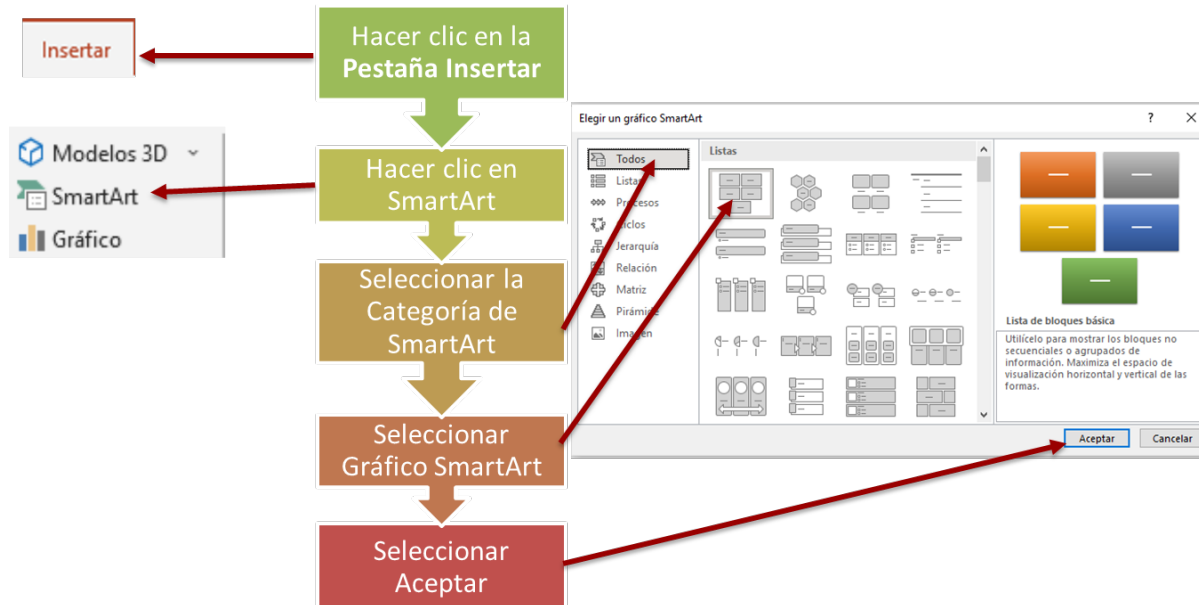 Insertar
Modelos 3D
SmartArt
Gráfico
Hacer clic en la
Pestaña Insertar
Hacer clic en
SmartArt
Seleccionar la
Categoría de
SmartArt
Seleccionar
Gráfico SmartArt
Seleccionar
Aceptar
Elegir un gráfico SmartArt
?
Todos
Listas
Procesos
Ciclos
Jerarquía
Relación
Matriz
Pirámide
Imagen
Listas
Lista de bloques básica
Utilícelo para mostrar los bloques no
secuenciales o agrupados de
información. Maximiza el espacio de
visualización horizontal y vertical de las
formas.
Aceptar
Cancelar